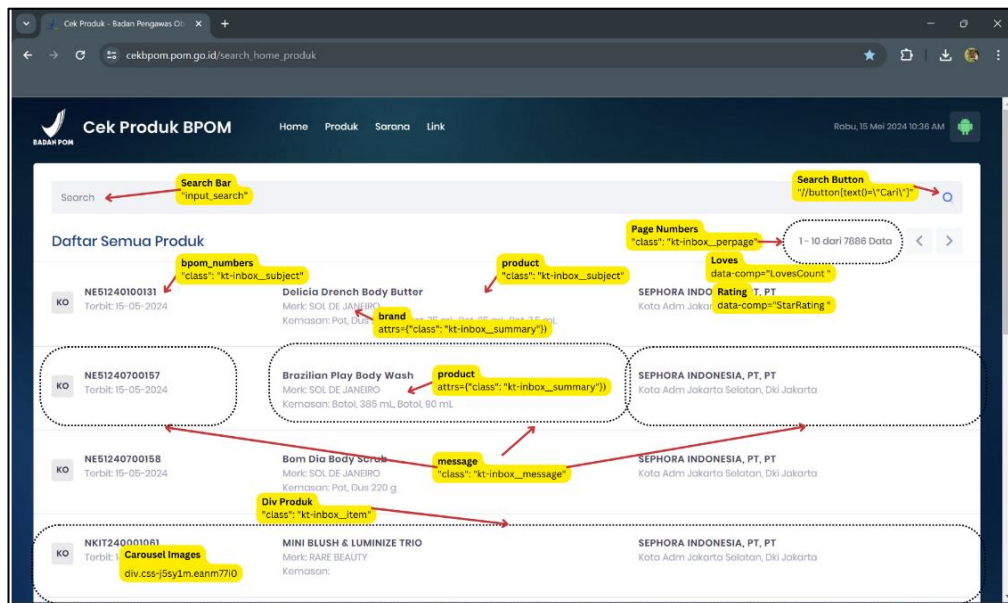 Cek Produk - Badan Pengawas Ob
cekbpom.pom.go.id/search_home_produk
BADAN POM
Cek Produk BPOM
Home Produk Sarana Link
Rabu, 15 Mei 2024 10:36 AM
Search
Search Bar
"input_search"
Search Button
"//button[text()=\"Cari\"]"
Daftar Semua Produk
Page Numbers
"class": "kt-inbox__perpage"
1 - 10 dari 7886 Data
bpom_numbers
"class": "kt-inbox__subject"
product
"class": "kt-inbox__subject"
Loves
data-comp="LovesCount "
Rating
data-comp="StarRating "
KO
NE51240100131
Terbit: 15-05-2024
Delicia Drench Body Butter
Merk: SOL DE JANEIRO
Kemasan: Pot, Dus
SEPHORA INDO
T, PT
Kota Adm Jakar
brand
attrs={"class": "kt-inbox__summary"})
KO
NE51240700157
Terbit: 15-05-2024
Brazilian Play Body Wash
Merk: SOL DE JANEIRO
Kemasan: Botol, 385 mL, Botol, 90 mL
product
attrs={"class": "kt-inbox__summary"})
SEPHORA INDONESIA, PT, PT
Kota Adm Jakarta Selatan, Dki Jakarta
KO
NE51240700158
Terbit: 15-05-2024
Bom Dia Body Scrub
Merk: SOL DE JANEIRO
Kemasan: Pot, Dus 220 g
message
"class": "kt-inbox__message"
SEPHORA INDONESIA, PT, PT
Kota Adm Jakarta Selatan, Dki Jakarta
Div Produk
"class": "kt-inbox__item"
KO
NKIT240001061
Terbit: 1
Carousel Images
div.css-j5sy1m.eanm77i0
MINI BLUSH & LUMINIZE TRIO
Merk: RARE BEAUTY
Kemasan:
SEPHORA INDONESIA, PT, PT
Kota Adm Jakarta Selatan, Dki Jakarta